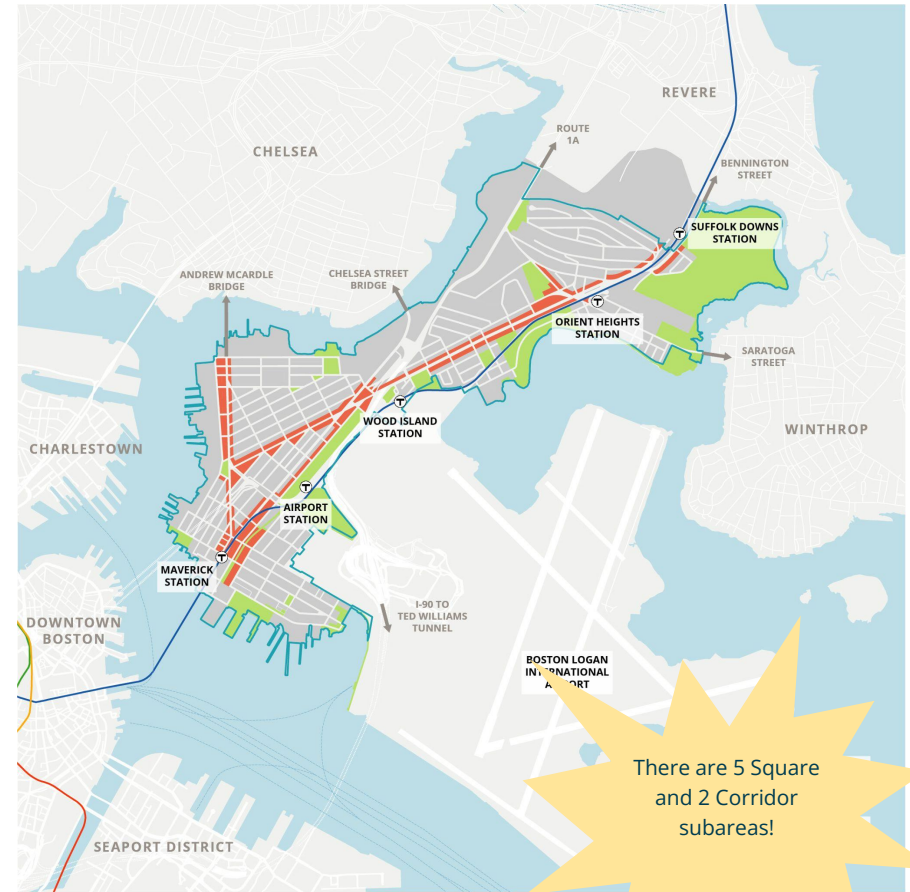 REVERE
ROUTE
1A
CHELSEA
BENNINGTON
STREET
SUFFOLK DOWNS
STATION
ANDREW MCARDLE
BRIDGE
CHELSEA STREET
BRIDGE
ORIENT HEIGHTS
STATION
SARATOGA
STREET
WOOD ISLAND
STATION
WINTHROP
CHARLESTOWN
AIRPORT
STATION
MAVERICK
STATION
I-90 TO
TED WILLIAMS
TUNNEL
DOWNTOWN
BOSTON
BOSTON LOGAN
INTERNATIONAL
AIRPORT
There are 5 Square
and 2 Corridor
subareas!
SEAPORT DISTRICT
T
T
T
T
T